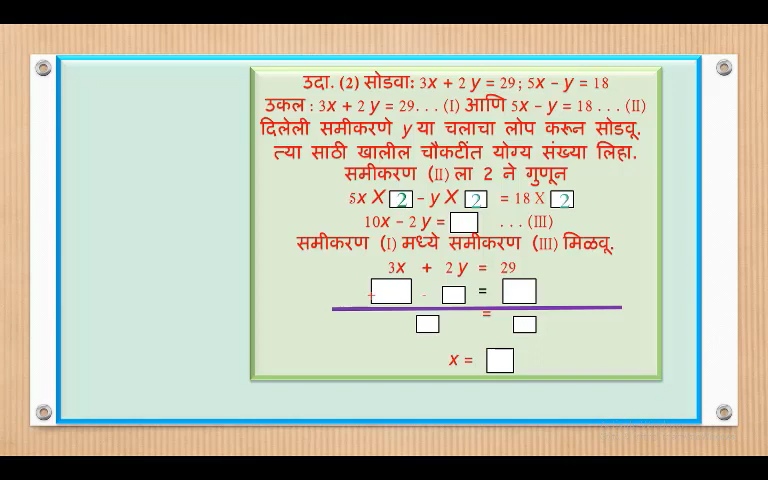 उदा. (2) सोडवा: 3x + 2 y = 29; 5x – y = 18
उकल : 3x + 2 y = 29. . . (I) आणि 5x – y = 18 . . . (II)
दिलेली समीकरणे y या चलाचा लोप करून सोडवू.
त्या साठी खालील चौकटींत योग्य संख्या लिहा.
समीकरण (II) ला 2 ने गुणून
5x X 2 – y X 2 = 18 X 2
10x – 2 y = . . . (III)
समीकरण (I) मध्ये समीकरण (III) मिळवू.
3x + 2 y = 29
+ - =
=
x =